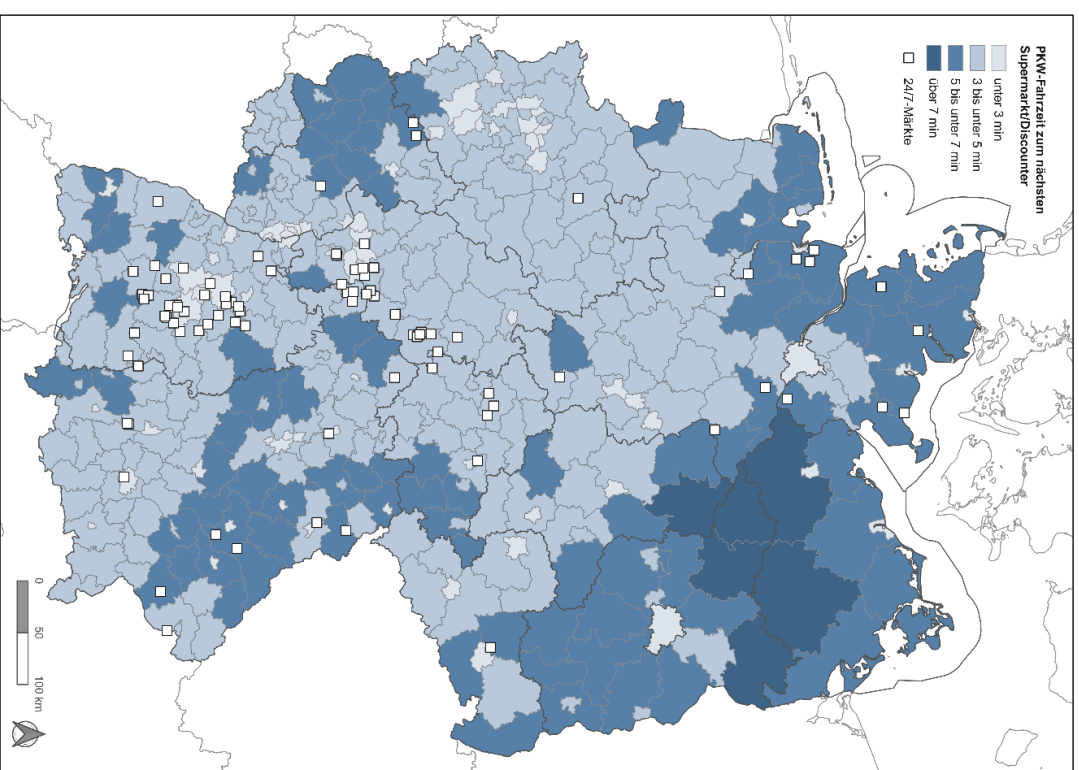 PKW-Fahrzeit zum nächsten
Supermarkt/Discounter
unter 3 min
3 bis unter 5 min
5 bis unter 7 min
über 7 min
24/7-Märkte
0
50
100 km